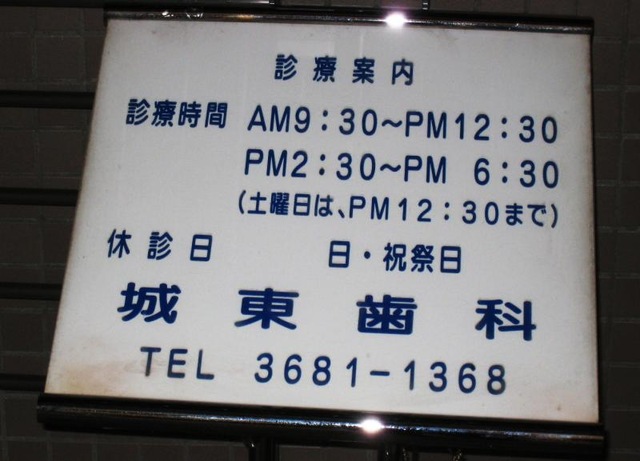 診療案内
診療時間 AM9:30〜PM12:30
PM2:30〜PM 6:30
(土曜日は、PM12:30まで)
休診日 日・祝祭日
城東歯科
TEL 3681-1368